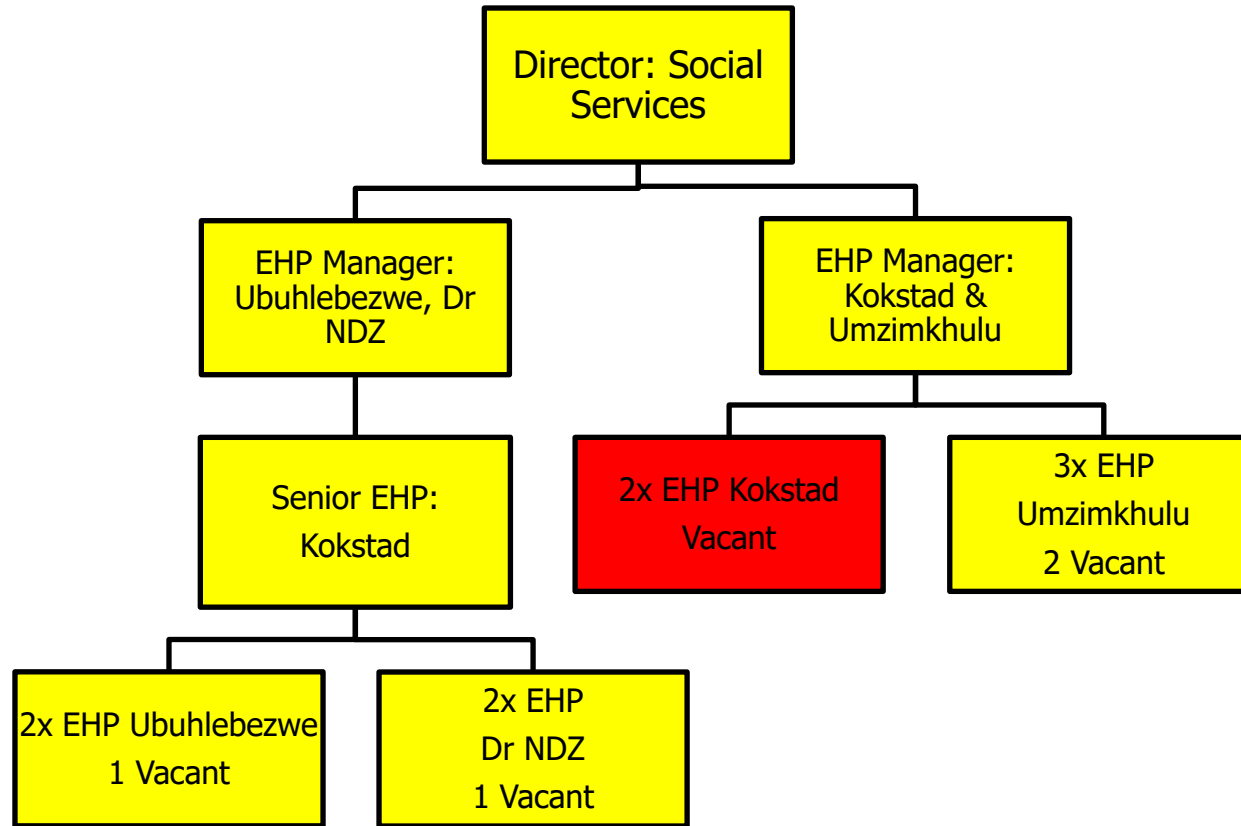 Director: Social
Services
EHP Manager:
Ubuhlebezwe, Dr
NDZ
EHP Manager:
Kokstad &
Umzimkhulu
Senior EHP:
Kokstad
2x EHP Kokstad
Vacant
3x EHP
Umzimkhulu
2 Vacant
2x EHP Ubuhlebezwe
1 Vacant
2x EHP
Dr NDZ
1 Vacant